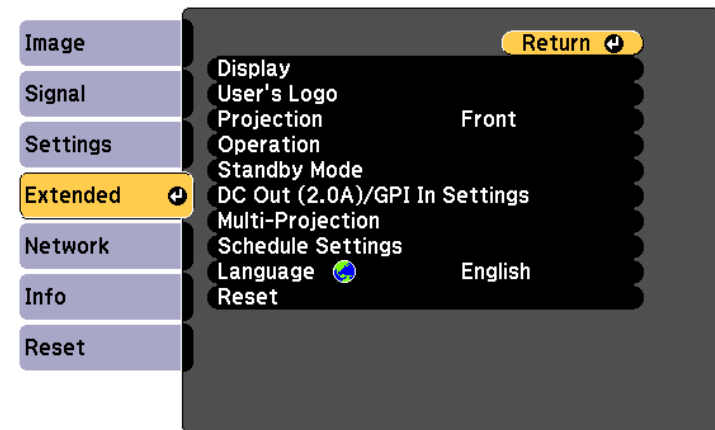 Image
Signal
Settings
Extended
Network
Info
Reset
Return
Display
User's Logo
Projection Front
Operation
Standby Mode
DC Out (2.0A)/GPI In Settings
Multi-Projection
Schedule Settings
Language English
Reset